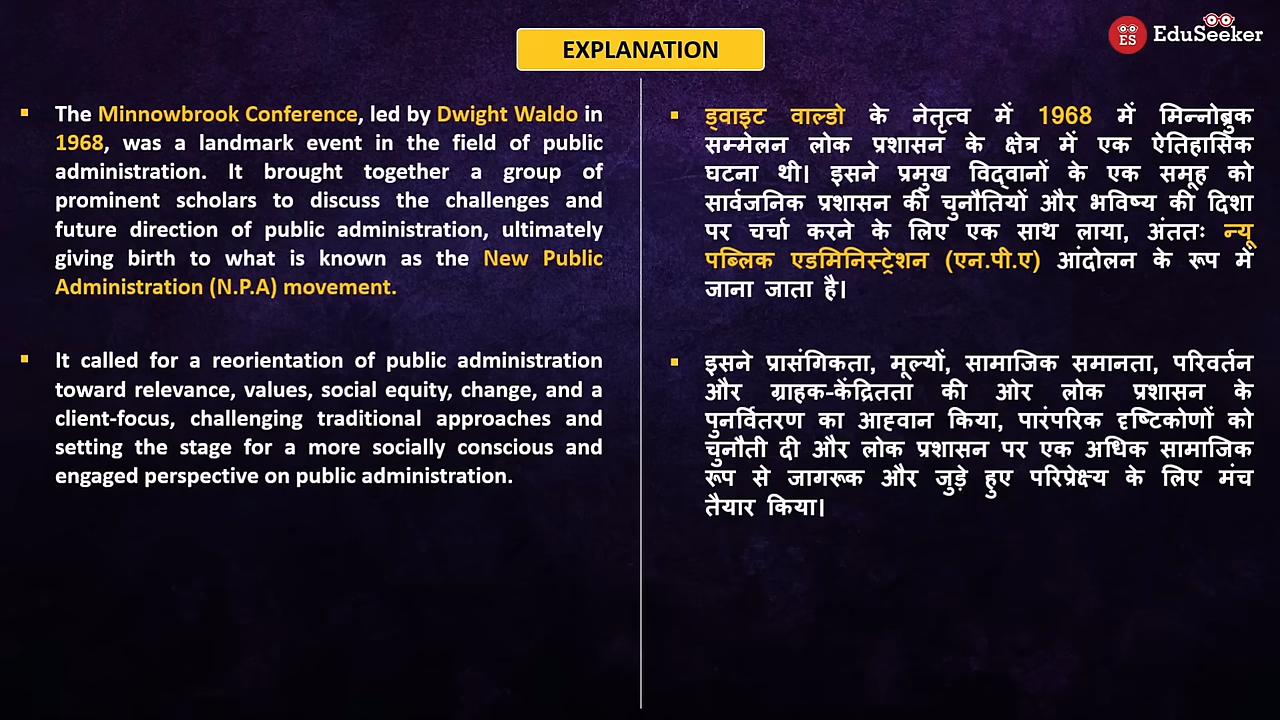 EXPLANATION
ES EduSeeker
▪ The Minnowbrook Conference, led by Dwight Waldo in
1968, was a landmark event in the field of public
administration. It brought together a group of
prominent scholars to discuss the challenges and
future direction of public administration, ultimately
giving birth to what is known as the New Public
Administration (N.P.A) movement.
▪ It called for a reorientation of public administration
toward relevance, values, social equity, change, and a
client-focus, challenging traditional approaches and
setting the stage for a more socially conscious and
engaged perspective on public administration.
▪ ड्वाइट वाल्डो के नेतृत्व में 1968 में मिन्नोब्रुक
सम्मेलन लोक प्रशासन के क्षेत्र में एक ऐतिहासिक
घटना थी। इसने प्रमुख विद्वानों के एक समूह को
सार्वजनिक प्रशासन की चुनौतियों और भविष्य की दिशा
पर चर्चा करने के लिए एक साथ लाया, अंततः न्यू
पब्लिक एडमिनिस्ट्रेशन (एन.पी.ए) आंदोलन के रूप में
जाना जाता है।
▪ इसने प्रासंगिकता, मूल्यों, सामाजिक समानता, परिवर्तन
और ग्राहक-केंद्रितता की ओर लोक प्रशासन के
पुनर्वितरण का आह्वान किया, पारंपरिक दृष्टिकोणों को
चुनौती दी और लोक प्रशासन पर एक अधिक सामाजिक
रूप से जागरूक और जुड़े हुए परिप्रेक्ष्य के लिए मंच
तैयार किया।